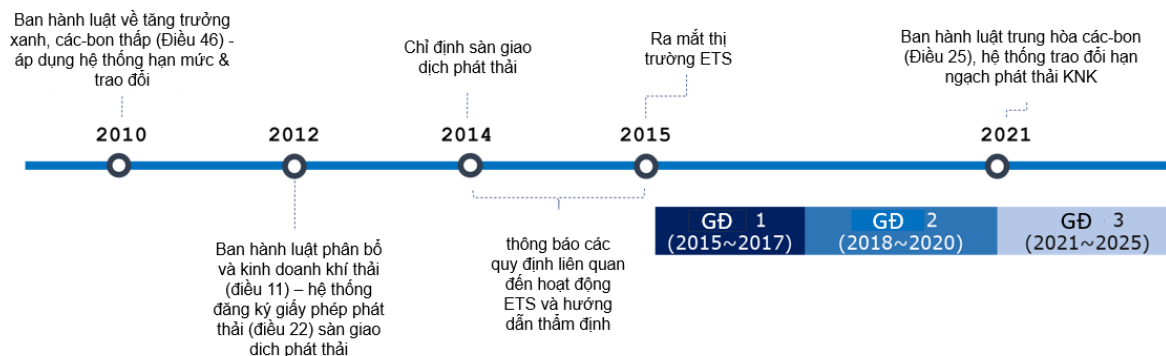 Ban hành luật về tăng trưởng
xanh, các-bon thấp (Điều 46) -
áp dụng hệ thống hạn mức &
trao đổi
Chỉ định sàn giao
dịch phát thải
Ra mắt thị
trường ETS
Ban hành luật trung hòa các-bon
(Điều 25), hệ thống trao đổi hạn
ngạch phát thải KNK
2010
2012
2014
2015
2021
Ban hành luật phân bổ
và kinh doanh khí thải
(điều 11) – hệ thống
đăng ký giấy phép phát
thải (điều 22) sàn giao
dịch phát thải
thông báo các
quy định liên quan
đến hoạt động
ETS và hướng
dẫn thẩm định
GĐ 1
(2015~2017)
GĐ 2
(2018~2020)
GĐ 3
(2021~2025)